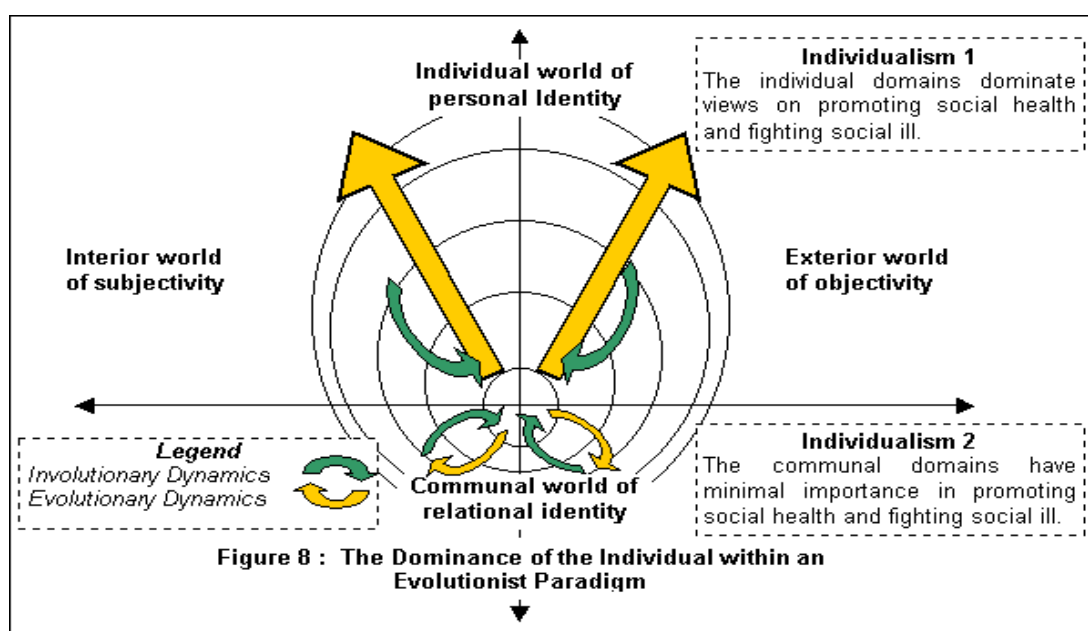 Individual world of
personal Identity
Individualism 1
The individual domains dominate
views on promoting social health
and fighting social ill.
Interior world
of subjectivity
Exterior world
of objectivity
Legend
Involutionary Dynamics
Evolutionary Dynamics
Individualism 2
The communal domains have
minimal importance in promoting
social health and fighting social ill.
Communal world of
relational identity
Figure 8 : The Dominance of the Individual within an
Evolutionist Paradigm